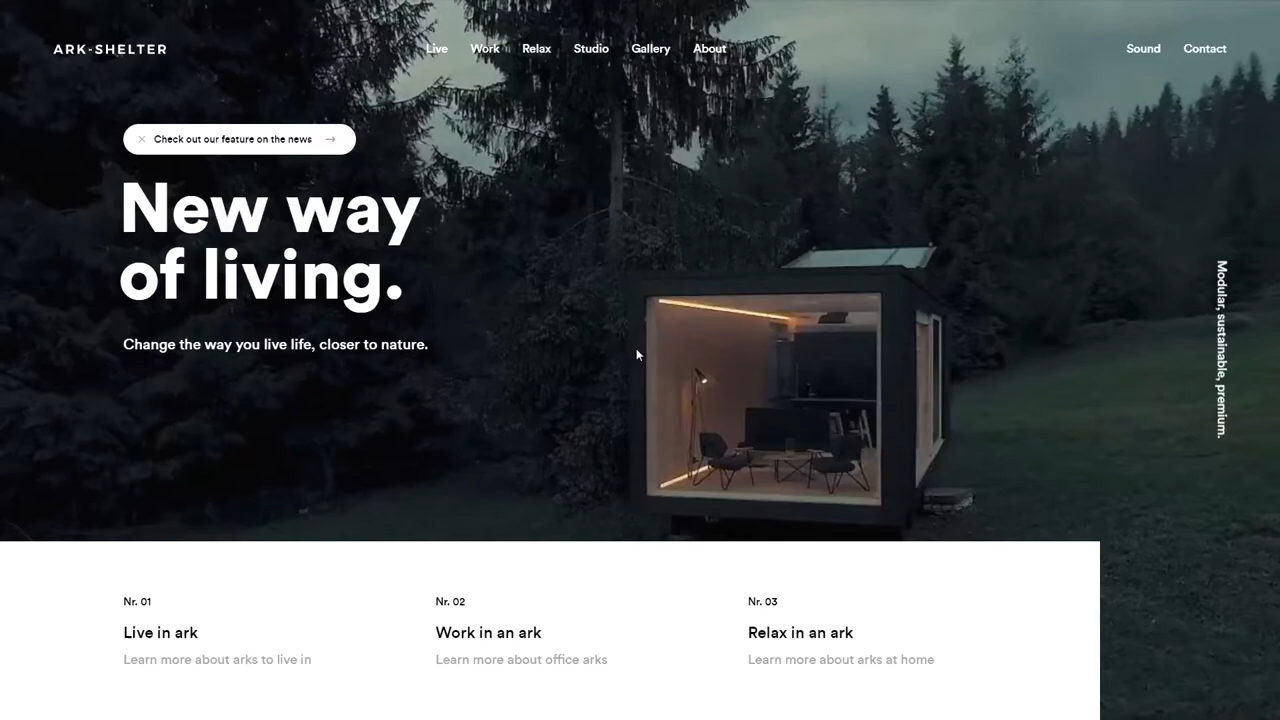 ARK-SHELTER
Live Work Relax Studio Gallery About
Sound Contact
Check out our feature on the news
New way
of living.
Change the way you live life, closer to nature.
Modular, sustainable, premium.
Nr. 01
Live in ark
Learn more about arks to live in
Nr. 02
Work in an ark
Learn more about office arks
Nr. 03
Relax in an ark
Learn more about arks at home